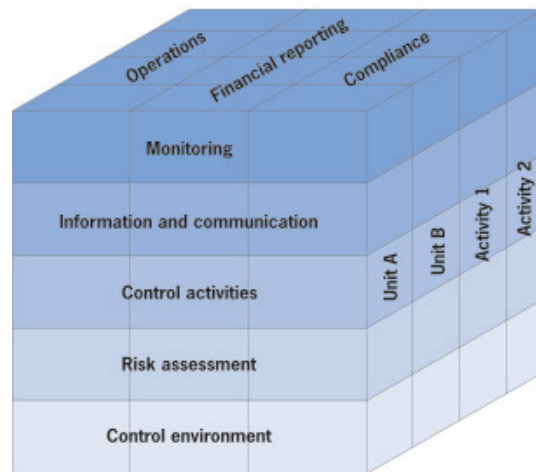 Operations
Financial reporting
Compliance
Monitoring
Information and communication
Control activities
Risk assessment
Control environment
Unit A
Unit B
Activity 1
Activity 2